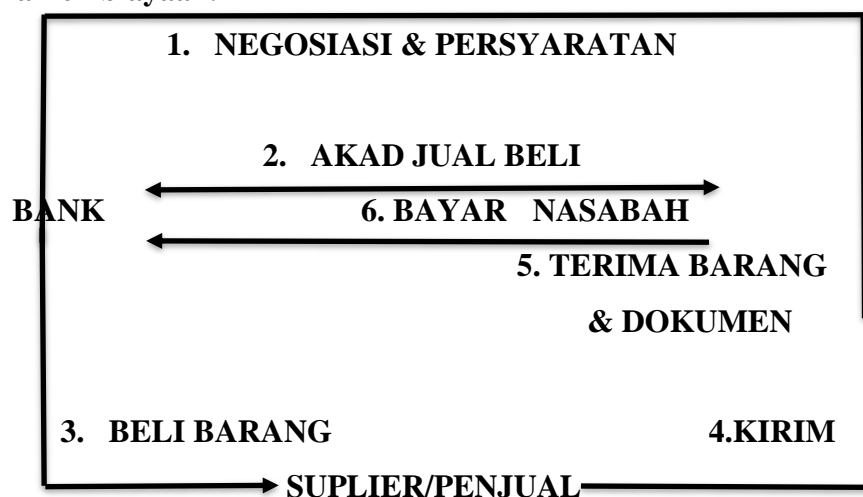 1. NEGOSIASI & PERSYARATAN
2. AKAD JUAL BELI
BANK 6. BAYAR NASABAH
5. TERIMA BARANG
& DOKUMEN
3. BELI BARANG 4.KIRIM
SUPLIER/PENJUAL